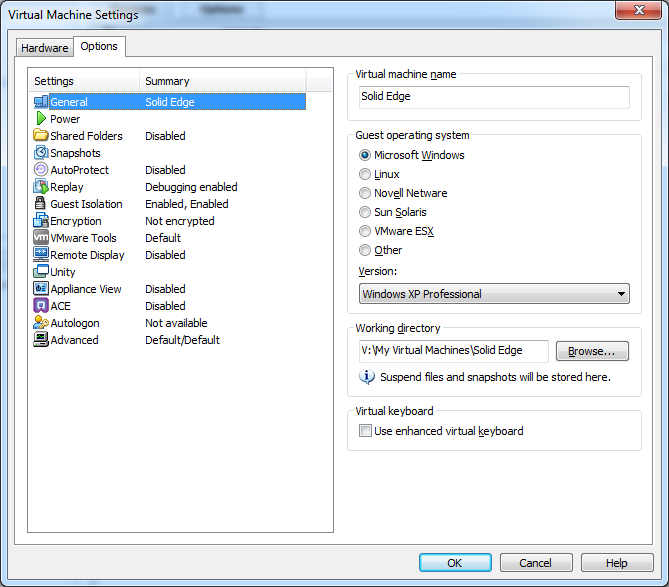 Virtual Machine Settings
Hardware
Options
Settings Summary
General Solid Edge
Power
Shared Folders Disabled
Snapshots
AutoProtect Disabled
Replay Debugging enabled
Guest Isolation Enabled, Enabled
Encryption Not encrypted
vm VMware Tools Default
Remote Display Disabled
Unity
Appliance View Disabled
ACE Disabled
Autologon Not available
Advanced Default/Default
Virtual machine name
Solid Edge
Guest operating system
Microsoft Windows
Linux
Novell Netware
Sun Solaris
VMware ESX
Other
Version:
Windows XP Professional
Working directory
V:\My Virtual Machines\Solid Edge
Browse...
Suspend files and snapshots will be stored here.
Virtual keyboard
Use enhanced virtual keyboard
OK
Cancel
Help